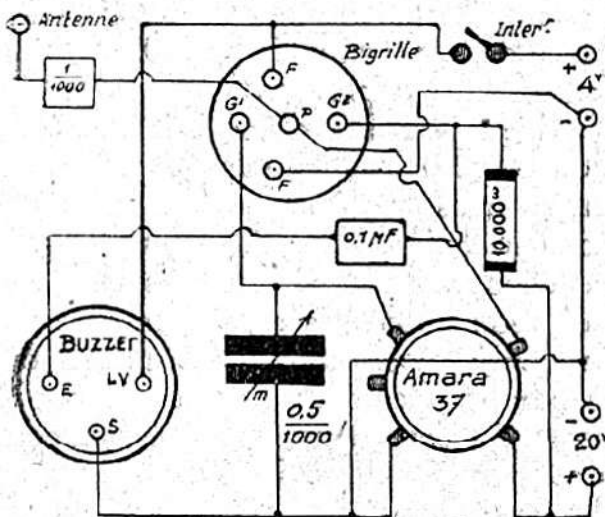 Antenne
Interʳ
Bigrille
1
1000
F
+
4ᵛ
G¹
P
G²
-
F
0,1 MF
10.000 ω
BUZZER
E
LV
S
m
0,5
1000
Amara
37
-
20ᵛ
+